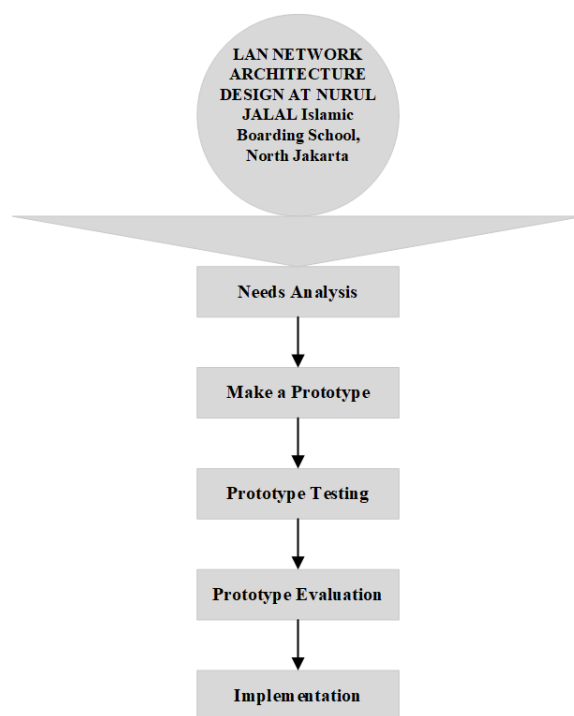 LAN NETWORK
ARCHITECTURE
DESIGN AT NURUL
JALAL Islamic
Boarding School,
North Jakarta
Needs Analysis
Make a Prototype
Prototype Testing
Prototype Evaluation
Implementation